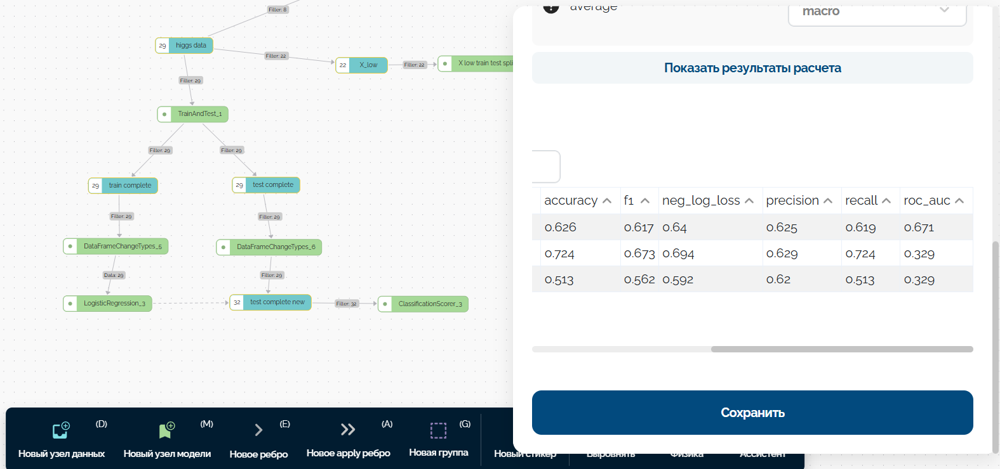 Filter: 8
29 higgs data
Filter: 22
22 X_low
Filter: 22
X low train test spli
Filter: 29
TrainAndTest_1
Filter: 29
Filter: 29
29 train complete
29 test complete
Filter: 29
Filter: 29
DataFrameChangeTypes_5
DataFrameChangeTypes_6
Data: 29
Filter: 29
LogisticRegression_3
32 test complete new
Filter: 32
ClassificationScorer_3
average
macro
Показать результаты расчета
accuracy f1 neg_log_loss precision recall roc_auc
0.626 0.617 0.64 0.625 0.619 0.671
0.724 0.673 0.694 0.629 0.724 0.329
0.513 0.562 0.592 0.62 0.513 0.329
Сохранить
(D) (M) (E) (A) (G)
Новый узел данных Новый узел модели Новое ребро Новое apply ребро Новая группа Новый стикер Выровнять Физика Ассистент